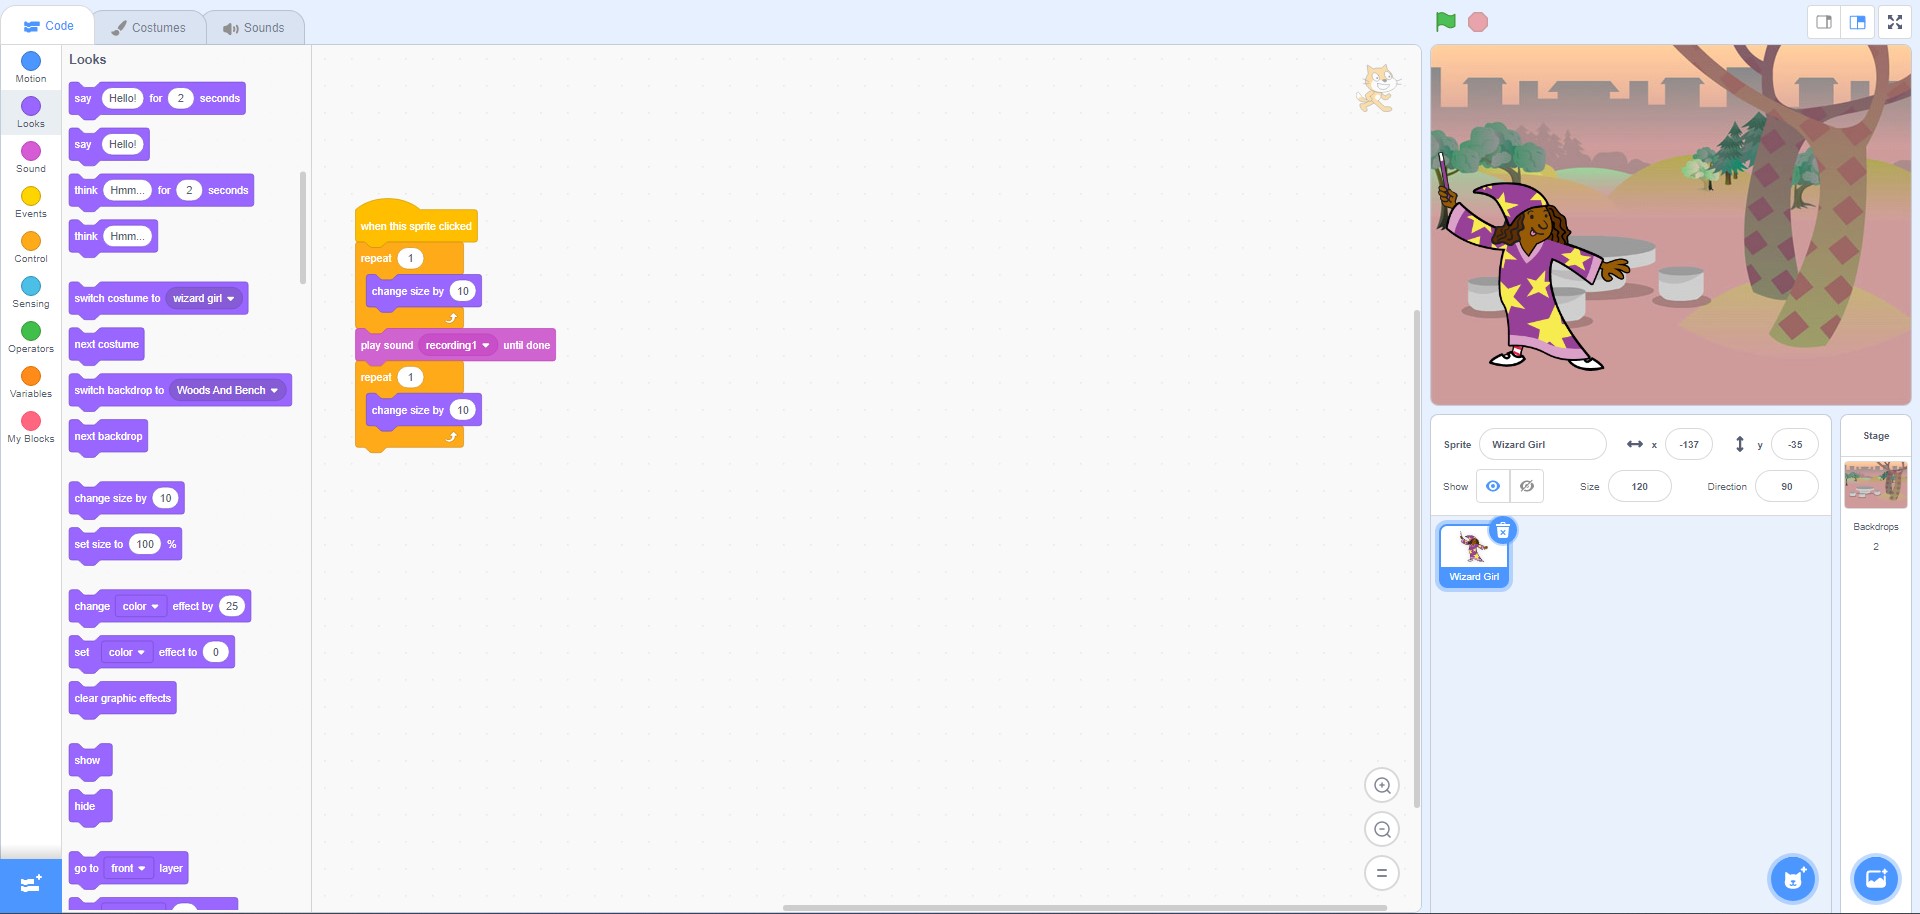 Code
Costumes
Sounds
Motion
Looks
Sound
Events
Control
Sensing
Operators
Variables
My Blocks
Looks
say Hello! for 2 seconds
say Hello!
think Hmm... for 2 seconds
think Hmm...
switch costume to wizard girl
next costume
switch backdrop to Woods And Bench
next backdrop
change size by 10
set size to 100 %
change color effect by 25
set color effect to 0
clear graphic effects
show
hide
go to front layer
when this sprite clicked
repeat 1
change size by 10
play sound recording1 until done
repeat 1
change size by 10
Sprite Wizard Girl x -137 y -35
Show Size 120 Direction 90
Wizard Girl
Stage
Backdrops
2